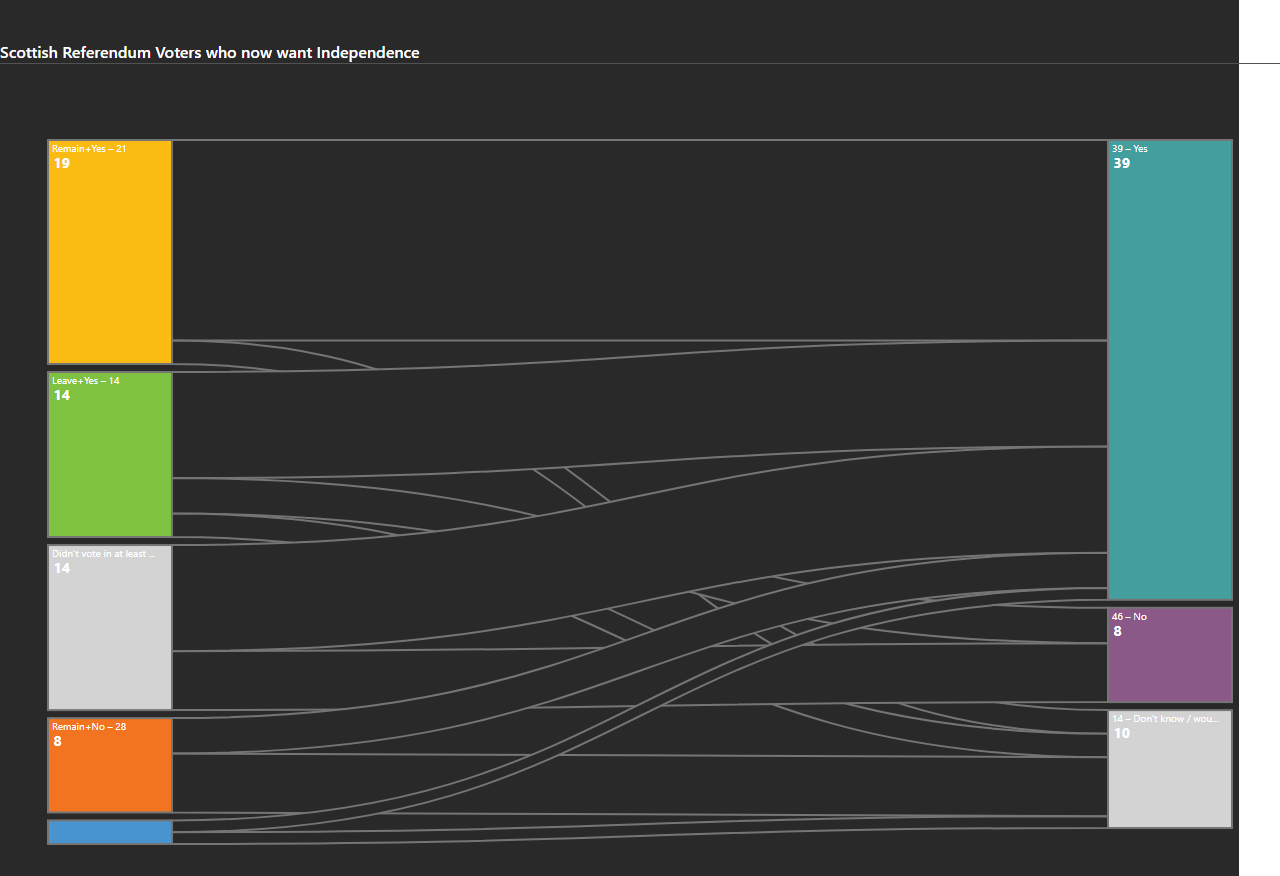 Scottish Referendum Voters who now want Independence
Remain+Yes – 21
19
39 – Yes
39
Leave+Yes – 14
14
Didn't vote in at least ...
14
46 – No
8
Remain+No – 28
8
14 – Don't know / wou...
10